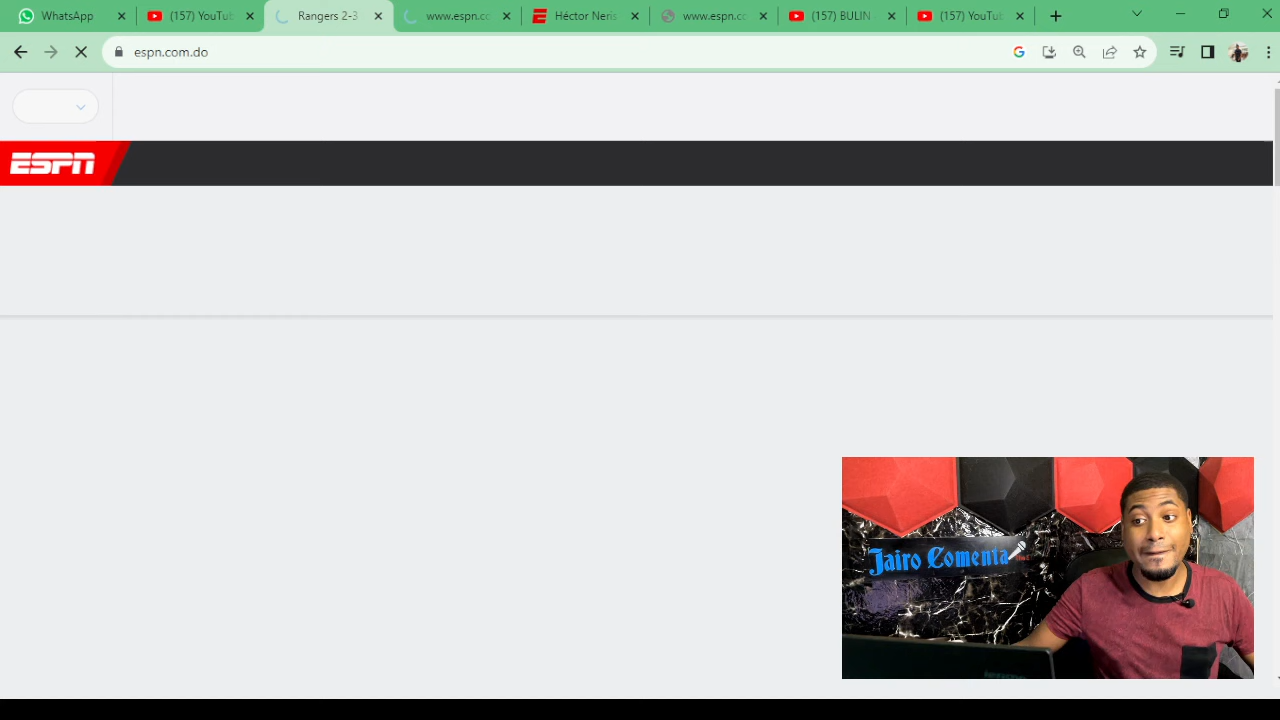 WhatsApp
(157) YouTub
Rangers 2-3
www.espn.co
Héctor Neris
www.espn.co
(157) BULIN
(157) YouTub
espn.com.do
ESPN
Jairo Comenta